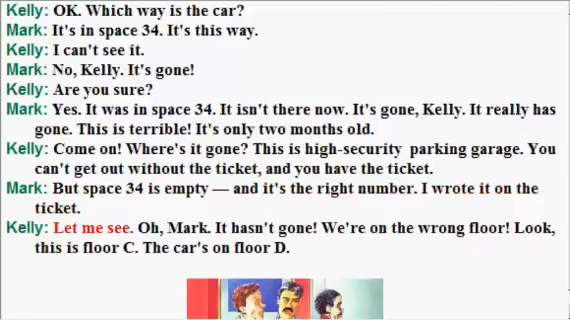 Kelly: OK. Which way is the car?
Mark: It's in space 34. It's this way.
Kelly: I can't see it.
Mark: No, Kelly. It's gone!
Kelly: Are you sure?
Mark: Yes. It was in space 34. It isn't there now. It's gone, Kelly. It really has
gone. This is terrible! It's only two months old.
Kelly: Come on! Where's it gone? This is high-security parking garage. You
can't get out without the ticket, and you have the ticket.
Mark: But space 34 is empty — and it's the right number. I wrote it on the
ticket.
Kelly: Let me see. Oh, Mark. It hasn't gone! We're on the wrong floor! Look,
this is floor C. The car's on floor D.